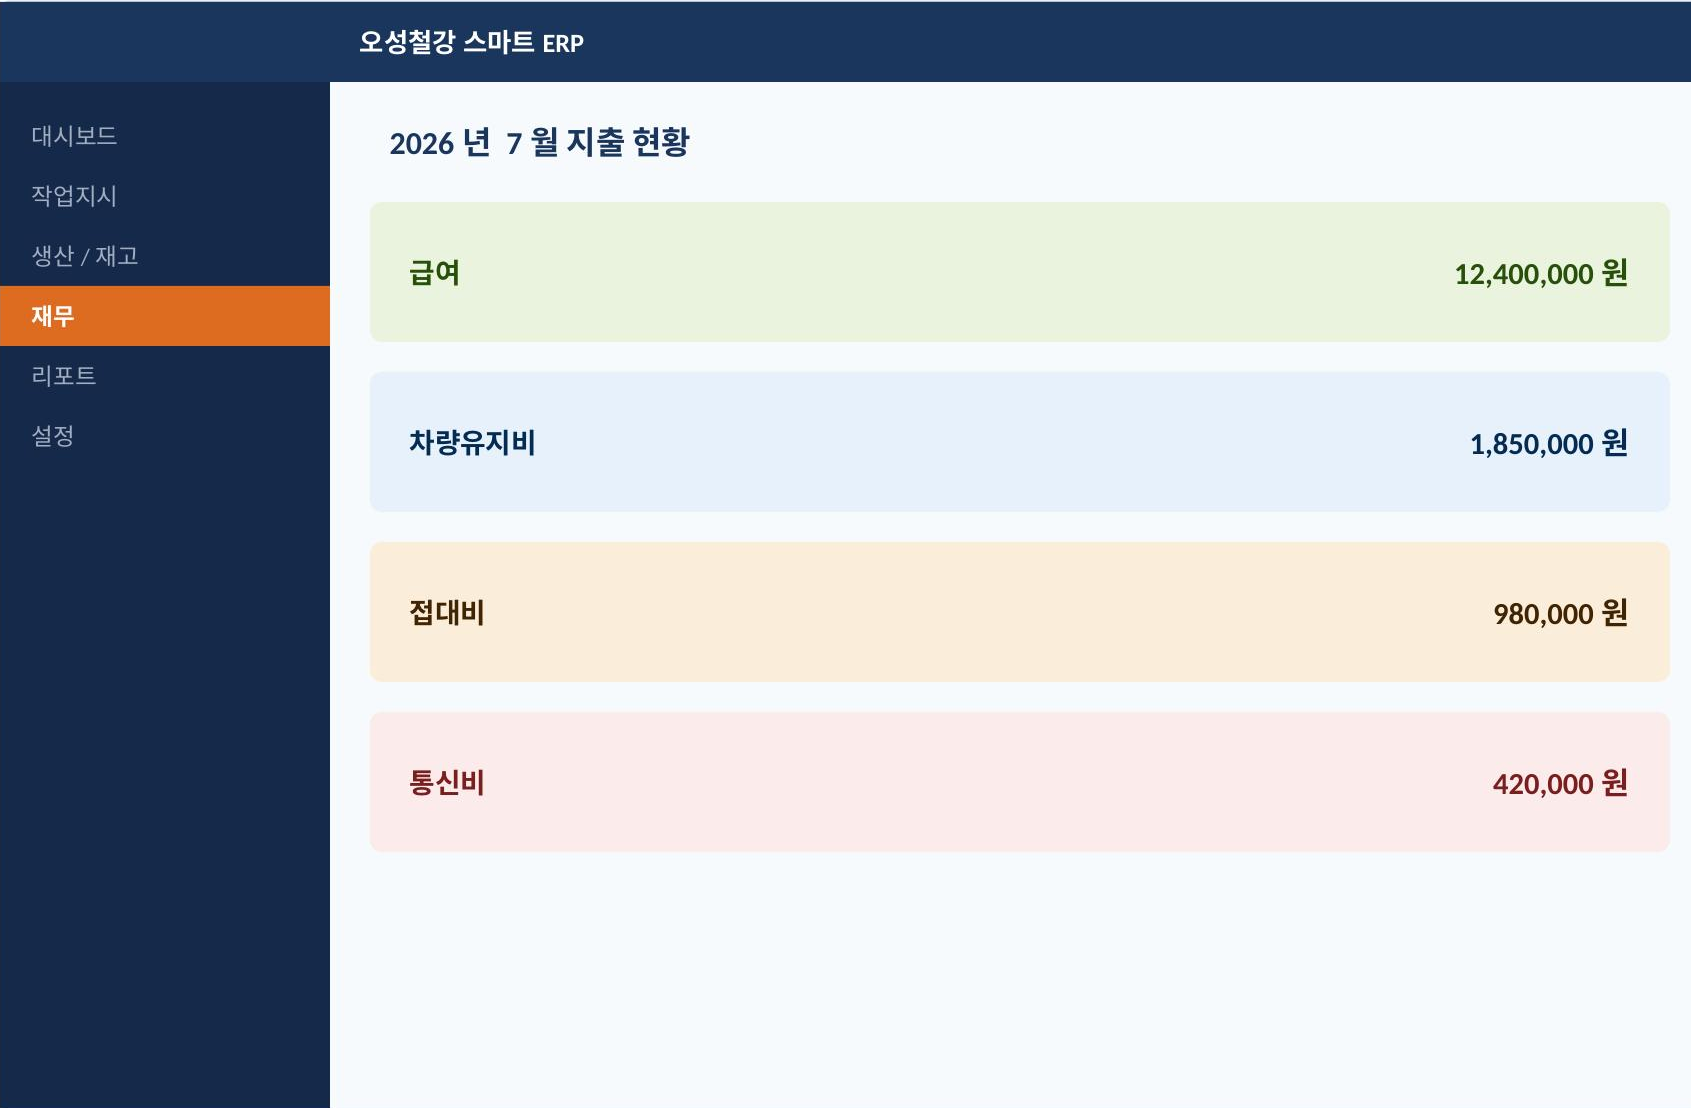 오성철강 스마트 ERP
대시보드
작업지시
생산 / 재고
재무
리포트
설정
2026 년 7 월 지출 현황
급여 12,400,000 원
차량유지비 1,850,000 원
접대비 980,000 원
통신비 420,000 원